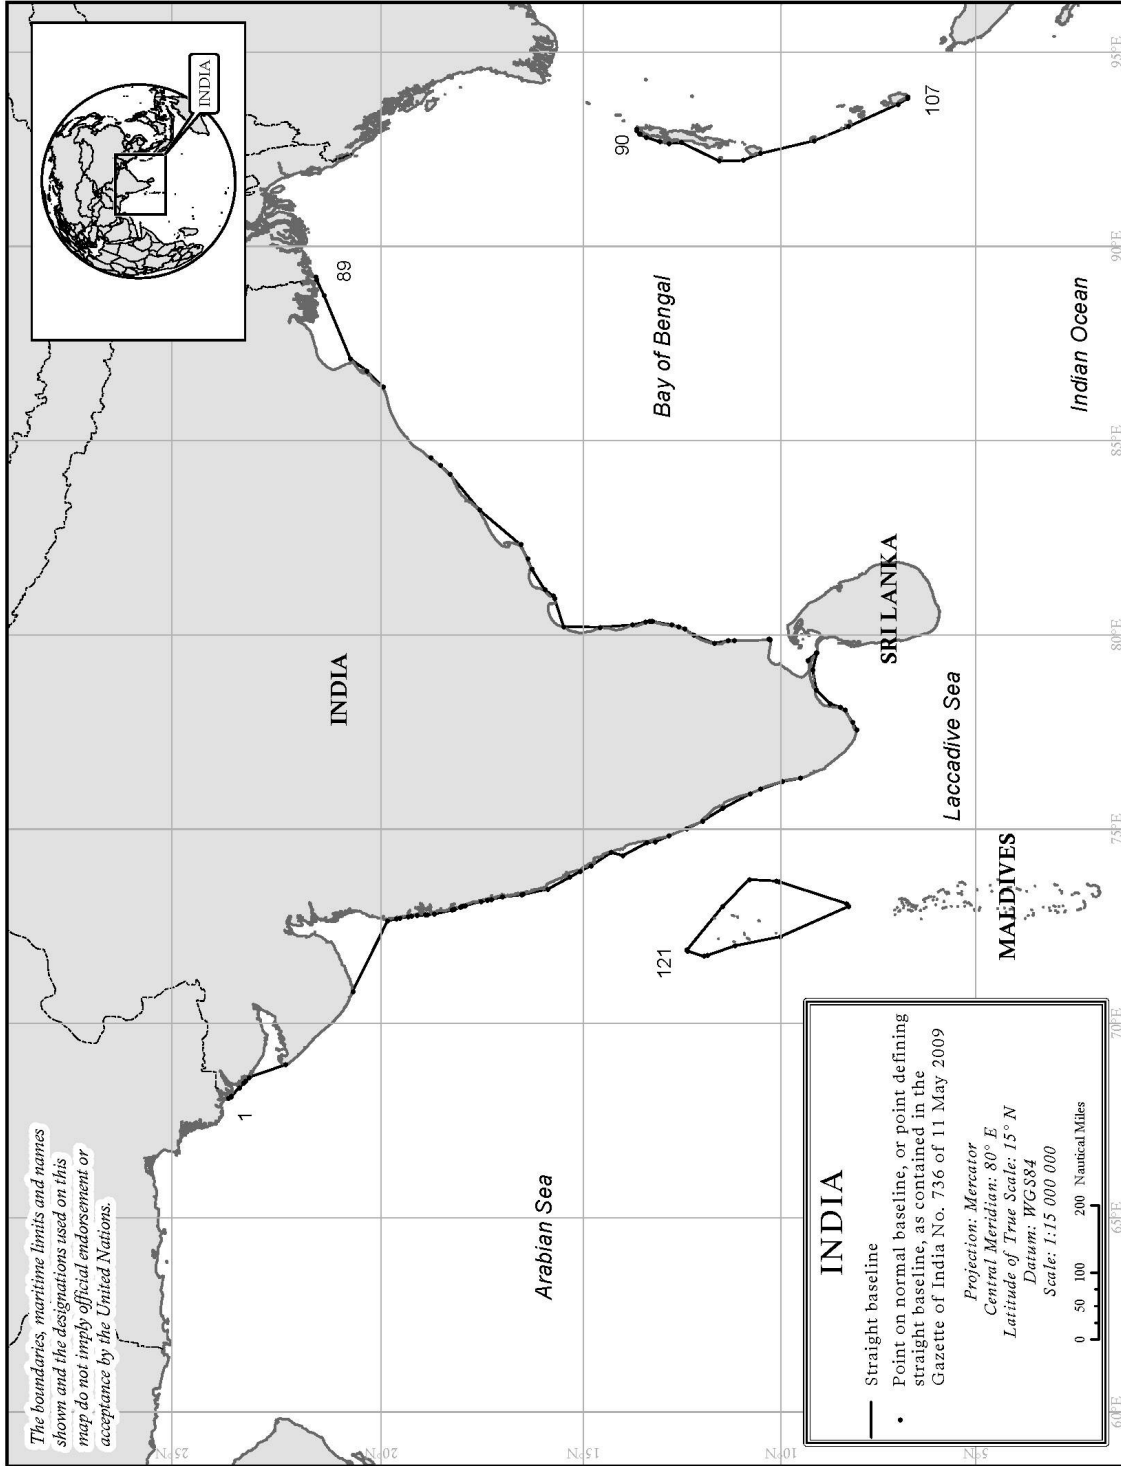 The boundaries, maritime limits and names
shown and the designations used on this
map do not imply official endorsement or
acceptance by the United Nations.
INDIA
INDIA
1
89
90
107
121
Arabian Sea
Bay of Bengal
SRI LANKA
Laccadive Sea
MALDIVES
Indian Ocean
25°N
20°N
15°N
10°N
5°N
60°E
65°E
70°E
75°E
80°E
85°E
90°E
95°E
INDIA
Straight baseline
Point on normal baseline, or point defining
straight baseline, as contained in the
Gazette of India No. 736 of 11 May 2009
Projection: Mercator
Central Meridian: 80° E
Latitude of True Scale: 15° N
Datum: WGS84
Scale: 1:15 000 000
0 50 100 200 Nautical Miles